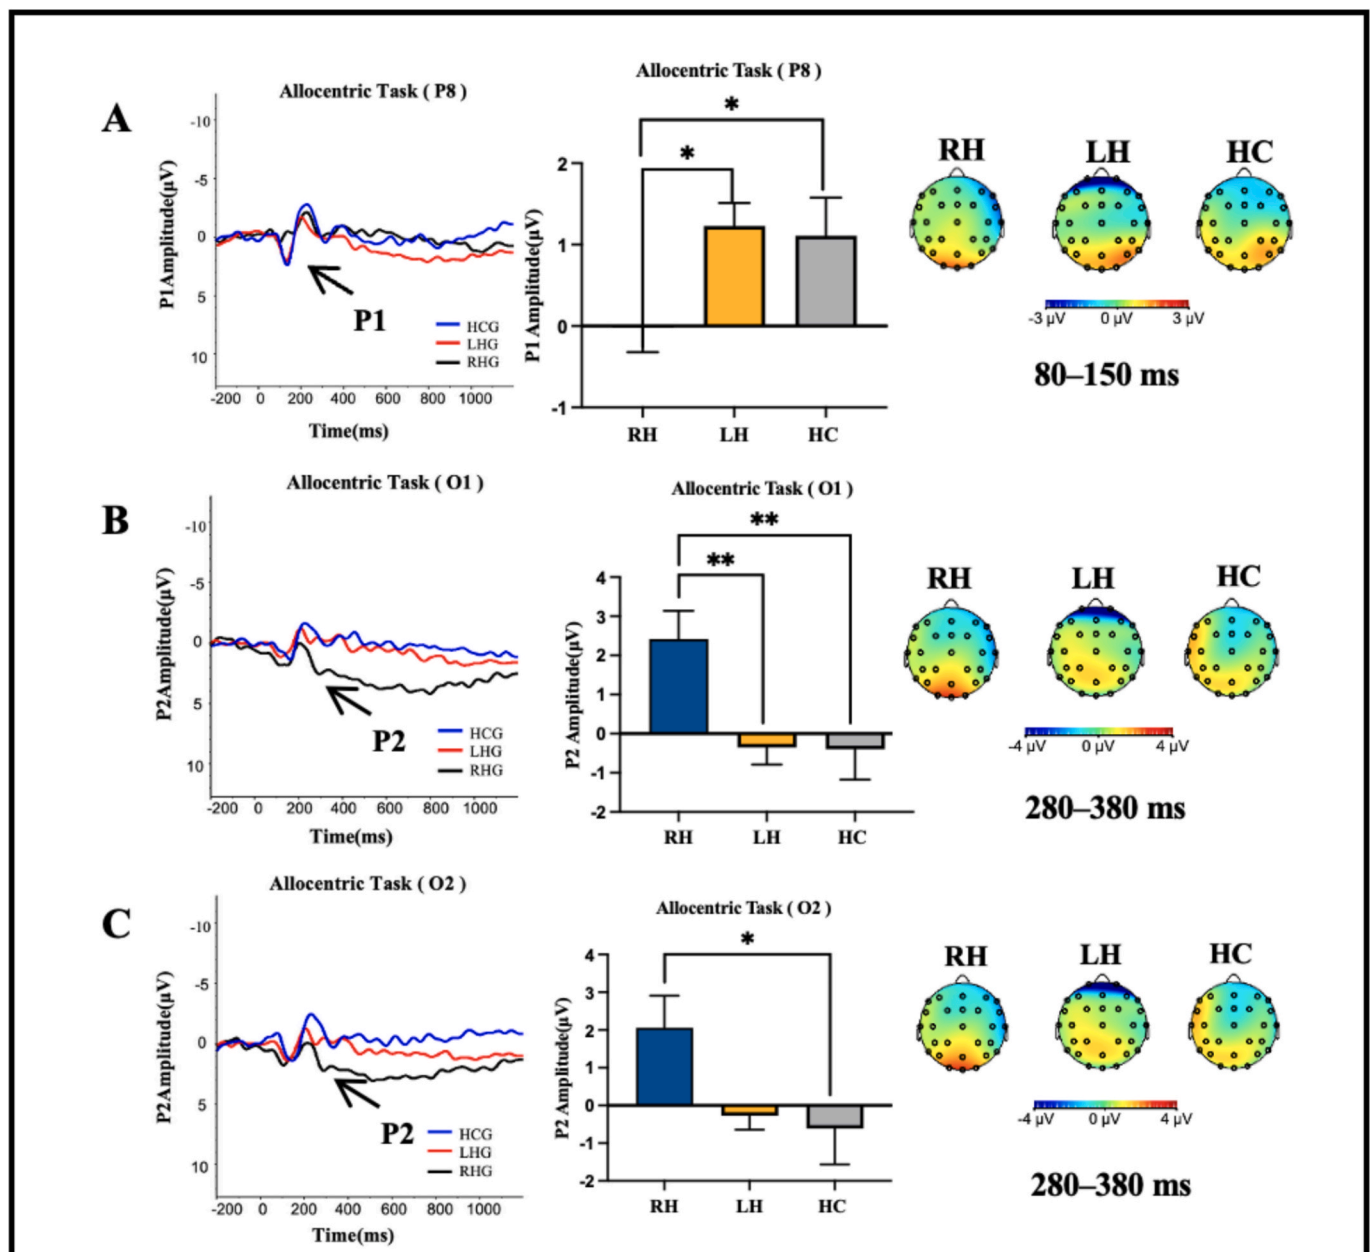 A
Allocentric Task ( P8 )
P1Amplitude(µV)
-10
-5
0
5
10
P1
HCG
LHG
RHG
-200 0 200 400 600 800 1000
Time(ms)
Allocentric Task ( P8 )
*
*
P1 Amplitude(µV)
2
1
0
-1
RH LH HC
RH LH HC
-3 µV 0 µV 3 µV
80–150 ms
B
Allocentric Task ( O1 )
P2Amplitude(µV)
-10
-5
0
5
10
P2
HCG
LHG
RHG
-200 0 200 400 600 800 1000
Time(ms)
Allocentric Task ( O1 )
**
**
P2 Amplitude(µV)
4
3
2
1
0
-1
-2
RH LH HC
RH LH HC
-4 µV 0 µV 4 µV
280–380 ms
C
Allocentric Task ( O2 )
P2Amplitude(µV)
-10
-5
0
5
10
P2
HCG
LHG
RHG
-200 0 200 400 600 800 1000
Time(ms)
Allocentric Task ( O2 )
*
P2 Amplitude(µV)
4
3
2
1
0
-1
-2
RH LH HC
RH LH HC
-4 µV 0 µV 4 µV
280–380 ms